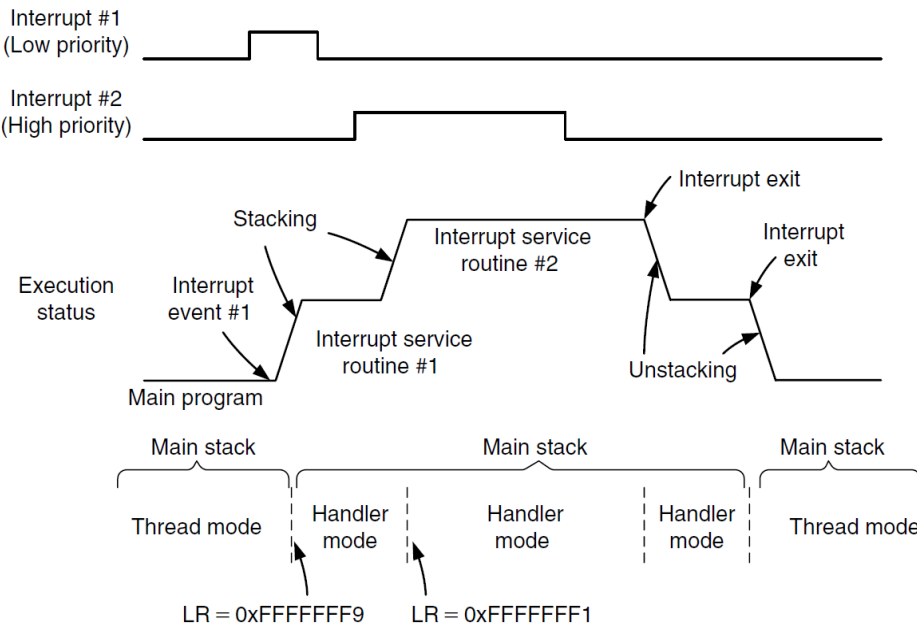 Interrupt #1
(Low priority)
Interrupt #2
(High priority)
Interrupt exit
Stacking
Interrupt service
routine #2
Interrupt
exit
Execution
status
Interrupt
event #1
Interrupt service
routine #1
Unstacking
Main program
Main stack
Main stack
Main stack
Thread mode
Handler
mode
Handler
mode
Handler
mode
Thread mode
LR = 0xFFFFFFF9
LR = 0xFFFFFFF1